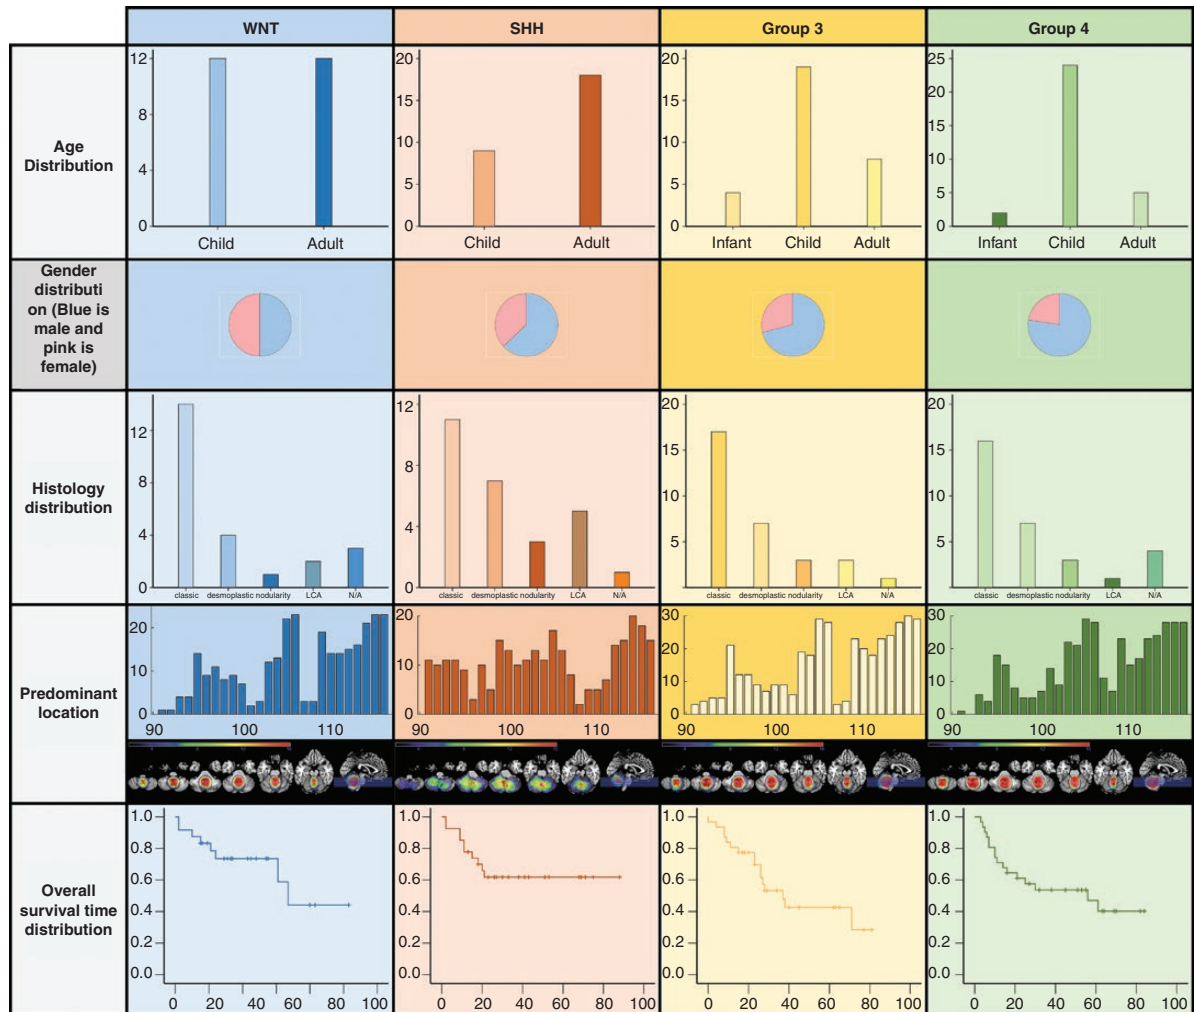 WNT
SHH
Group 3
Group 4
Age
Distribution
12
8
4
0
Child
Adult
20
15
10
5
0
Child
Adult
20
15
10
5
0
Infant
Child
Adult
25
20
15
10
5
0
Infant
Child
Adult
Gender
distributi
on (Blue is
male and
pink is
female)
Histology
distribution
12
8
4
0
classic
desmoplastic
nodularity
LCA
N/A
12
8
4
0
classic
desmoplastic
nodularity
LCA
N/A
20
15
10
5
classic
desmoplastic
nodularity
LCA
N/A
20
15
10
5
classic
desmoplastic
nodularity
LCA
N/A
Predominant
location
20
10
0
90
100
110
20
10
0
90
100
110
30
20
10
0
90
100
110
30
20
10
0
90
100
110
Overall
survival time
distribution
1.0
0.8
0.6
0.4
0.2
0.0
0 20 40 60 80 100
1.0
0.8
0.6
0.4
0.2
0.0
0 20 40 60 80 100
1.0
0.8
0.6
0.4
0.2
0.0
0 20 40 60 80 100
1.0
0.8
0.6
0.4
0.2
0.0
0 20 40 60 80 100